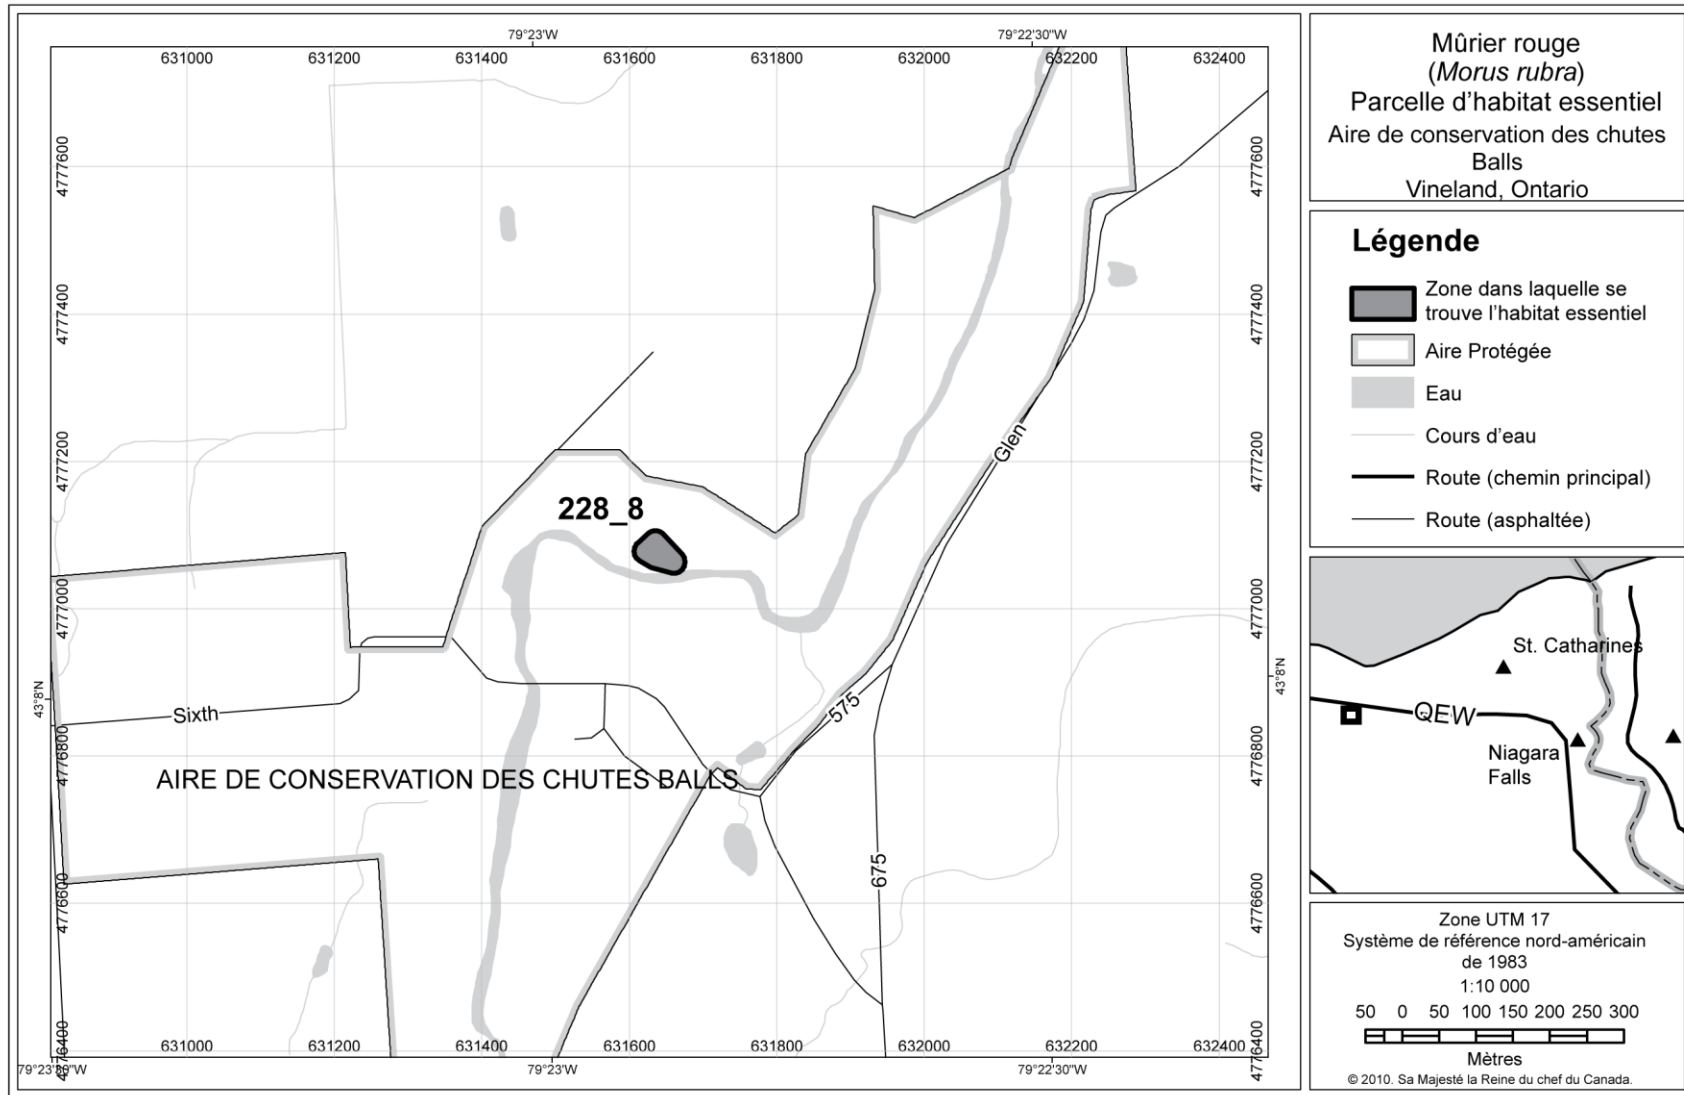 79°23'W
79°22'30"W
631000
631200
631400
631600
631800
632000
632200
632400
4777600
4777600
4777400
4777400
4777200
4777200
4777000
4777000
4776800
4776800
4776600
4776600
4776400
4776400
43°8'N
43°8'N
Glen
228_8
Sixth
575
675
AIRE DE CONSERVATION DES CHUTES BALLS
631000
631200
631400
631600
631800
632000
632200
632400
79°23'30"W
79°23'W
79°22'30"W
Mûrier rouge
(Morus rubra)
Parcelle d'habitat essentiel
Aire de conservation des chutes
Balls
Vineland, Ontario
Légende
Zone dans laquelle se
trouve l'habitat essentiel
Aire Protégée
Eau
Cours d'eau
Route (chemin principal)
Route (asphaltée)
St. Catharines
QEW
Niagara
Falls
Zone UTM 17
Système de référence nord-américain
de 1983
1:10 000
50 0 50 100 150 200 250 300
Mètres
© 2010. Sa Majesté la Reine du chef du Canada.